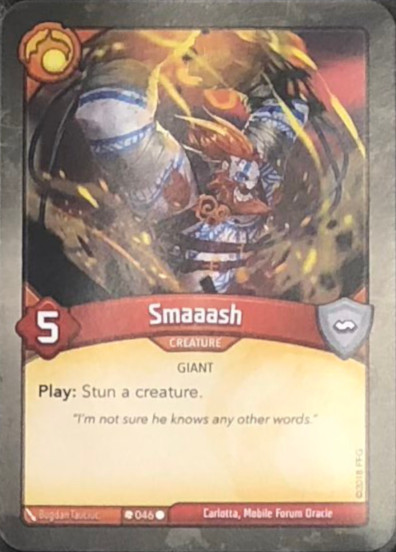 5
Smaaash
CREATURE
GIANT
Play: Stun a creature.
"I'm not sure he knows any other words."
©2018 FFG
Bogdan Tauciuc
046
Carlotta, Mobile Forum Oracle